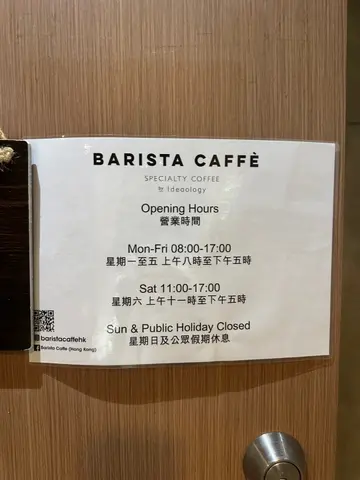 BARISTA CAFFÈ
SPECIALTY COFFEE
by Ideaology
Opening Hours
營業時間
Mon-Fri 08:00-17:00
星期一至五 上午八時至下午五時
Sat 11:00-17:00
星期六 上午十一時至下午五時
Sun & Public Holiday Closed
星期日及公眾假期休息
baristacaffehk
Barista Caffe (Hong Kong)